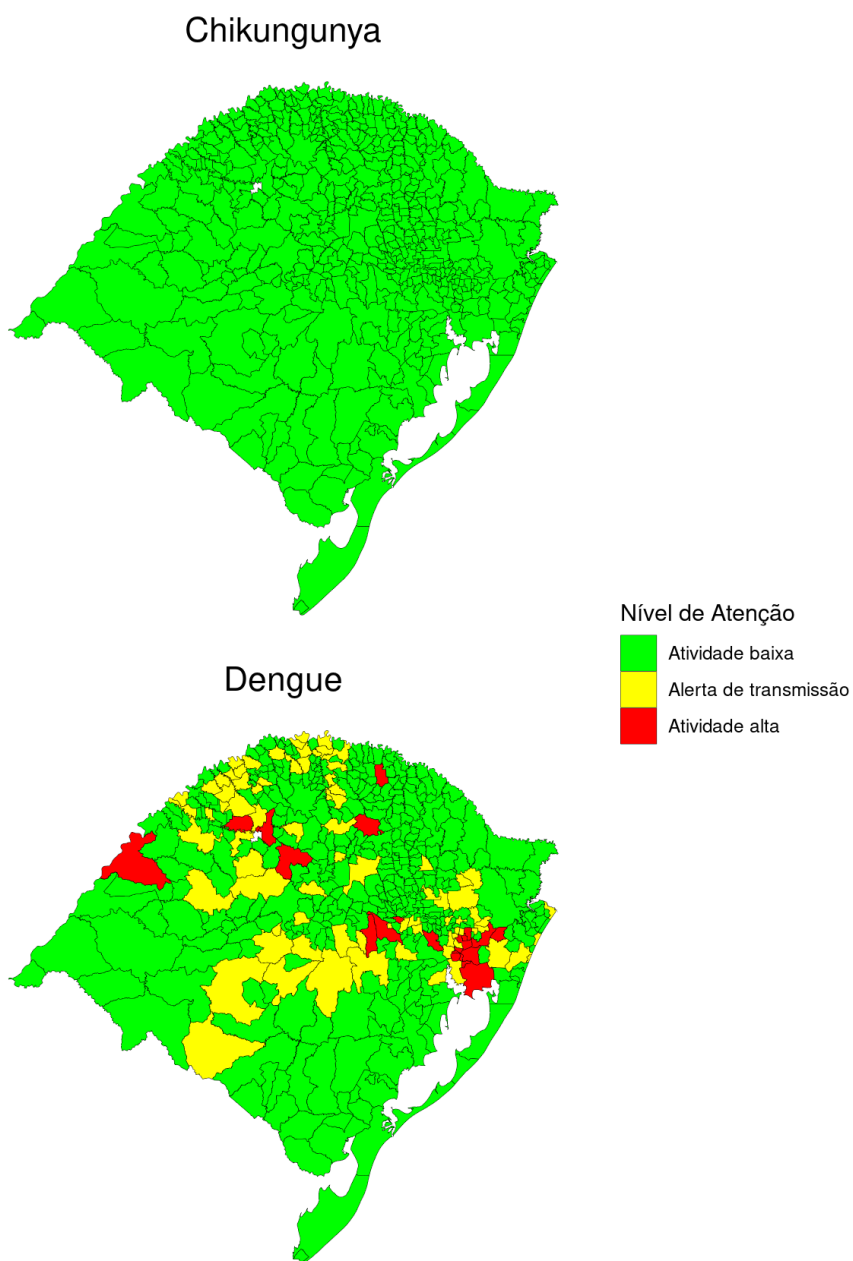 Chikungunya
Nível de Atenção
Atividade baixa
Alerta de transmissão
Atividade alta
Dengue